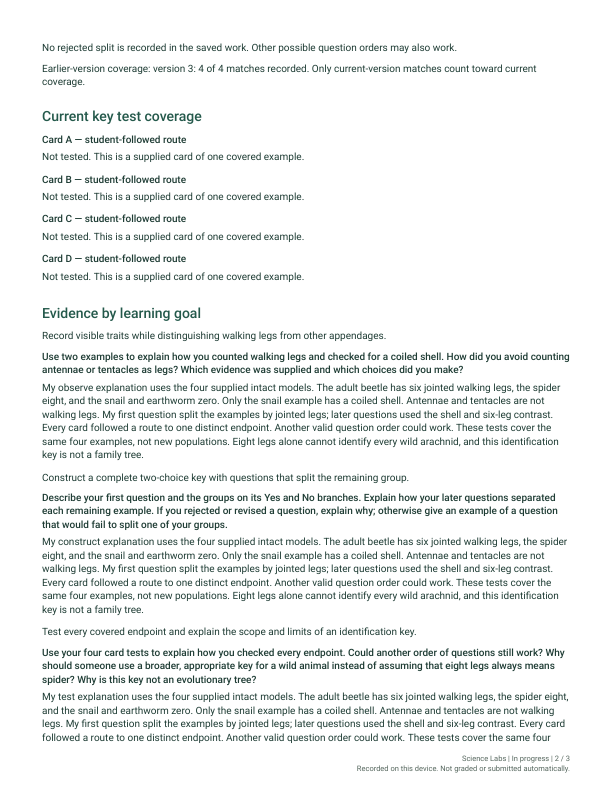 No rejected split is recorded in the saved work. Other possible question orders may also work.
Earlier-version coverage: version 3: 4 of 4 matches recorded. Only current-version matches count toward current
coverage.
Current key test coverage
Card A — student-followed route
Not tested. This is a supplied card of one covered example.
Card B — student-followed route
Not tested. This is a supplied card of one covered example.
Card C — student-followed route
Not tested. This is a supplied card of one covered example.
Card D — student-followed route
Not tested. This is a supplied card of one covered example.
Evidence by learning goal
Record visible traits while distinguishing walking legs from other appendages.
Use two examples to explain how you counted walking legs and checked for a coiled shell. How did you avoid counting
antennae or tentacles as legs? Which evidence was supplied and which choices did you make?
My observe explanation uses the four supplied intact models. The adult beetle has six jointed walking legs, the spider
eight, and the snail and earthworm zero. Only the snail example has a coiled shell. Antennae and tentacles are not
walking legs. My first question split the examples by jointed legs; later questions used the shell and six-leg contrast.
Every card followed a route to one distinct endpoint. Another valid question order could work. These tests cover the
same four examples, not new populations. Eight legs alone cannot identify every wild arachnid, and this identification
key is not a family tree.
Construct a complete two-choice key with questions that split the remaining group.
Describe your first question and the groups on its Yes and No branches. Explain how your later questions separated
each remaining example. If you rejected or revised a question, explain why; otherwise give an example of a question
that would fail to split one of your groups.
My construct explanation uses the four supplied intact models. The adult beetle has six jointed walking legs, the spider
eight, and the snail and earthworm zero. Only the snail example has a coiled shell. Antennae and tentacles are not
walking legs. My first question split the examples by jointed legs; later questions used the shell and six-leg contrast.
Every card followed a route to one distinct endpoint. Another valid question order could work. These tests cover the
same four examples, not new populations. Eight legs alone cannot identify every wild arachnid, and this identification
key is not a family tree.
Test every covered endpoint and explain the scope and limits of an identification key.
Use your four card tests to explain how you checked every endpoint. Could another order of questions still work? Why
should someone use a broader, appropriate key for a wild animal instead of assuming that eight legs always means
spider? Why is this key not an evolutionary tree?
My test explanation uses the four supplied intact models. The adult beetle has six jointed walking legs, the spider eight,
and the snail and earthworm zero. Only the snail example has a coiled shell. Antennae and tentacles are not walking
legs. My first question split the examples by jointed legs; later questions used the shell and six-leg contrast. Every card
followed a route to one distinct endpoint. Another valid question order could work. These tests cover the same four
Science Labs | In progress | 2 / 3
Recorded on this device. Not graded or submitted automatically.